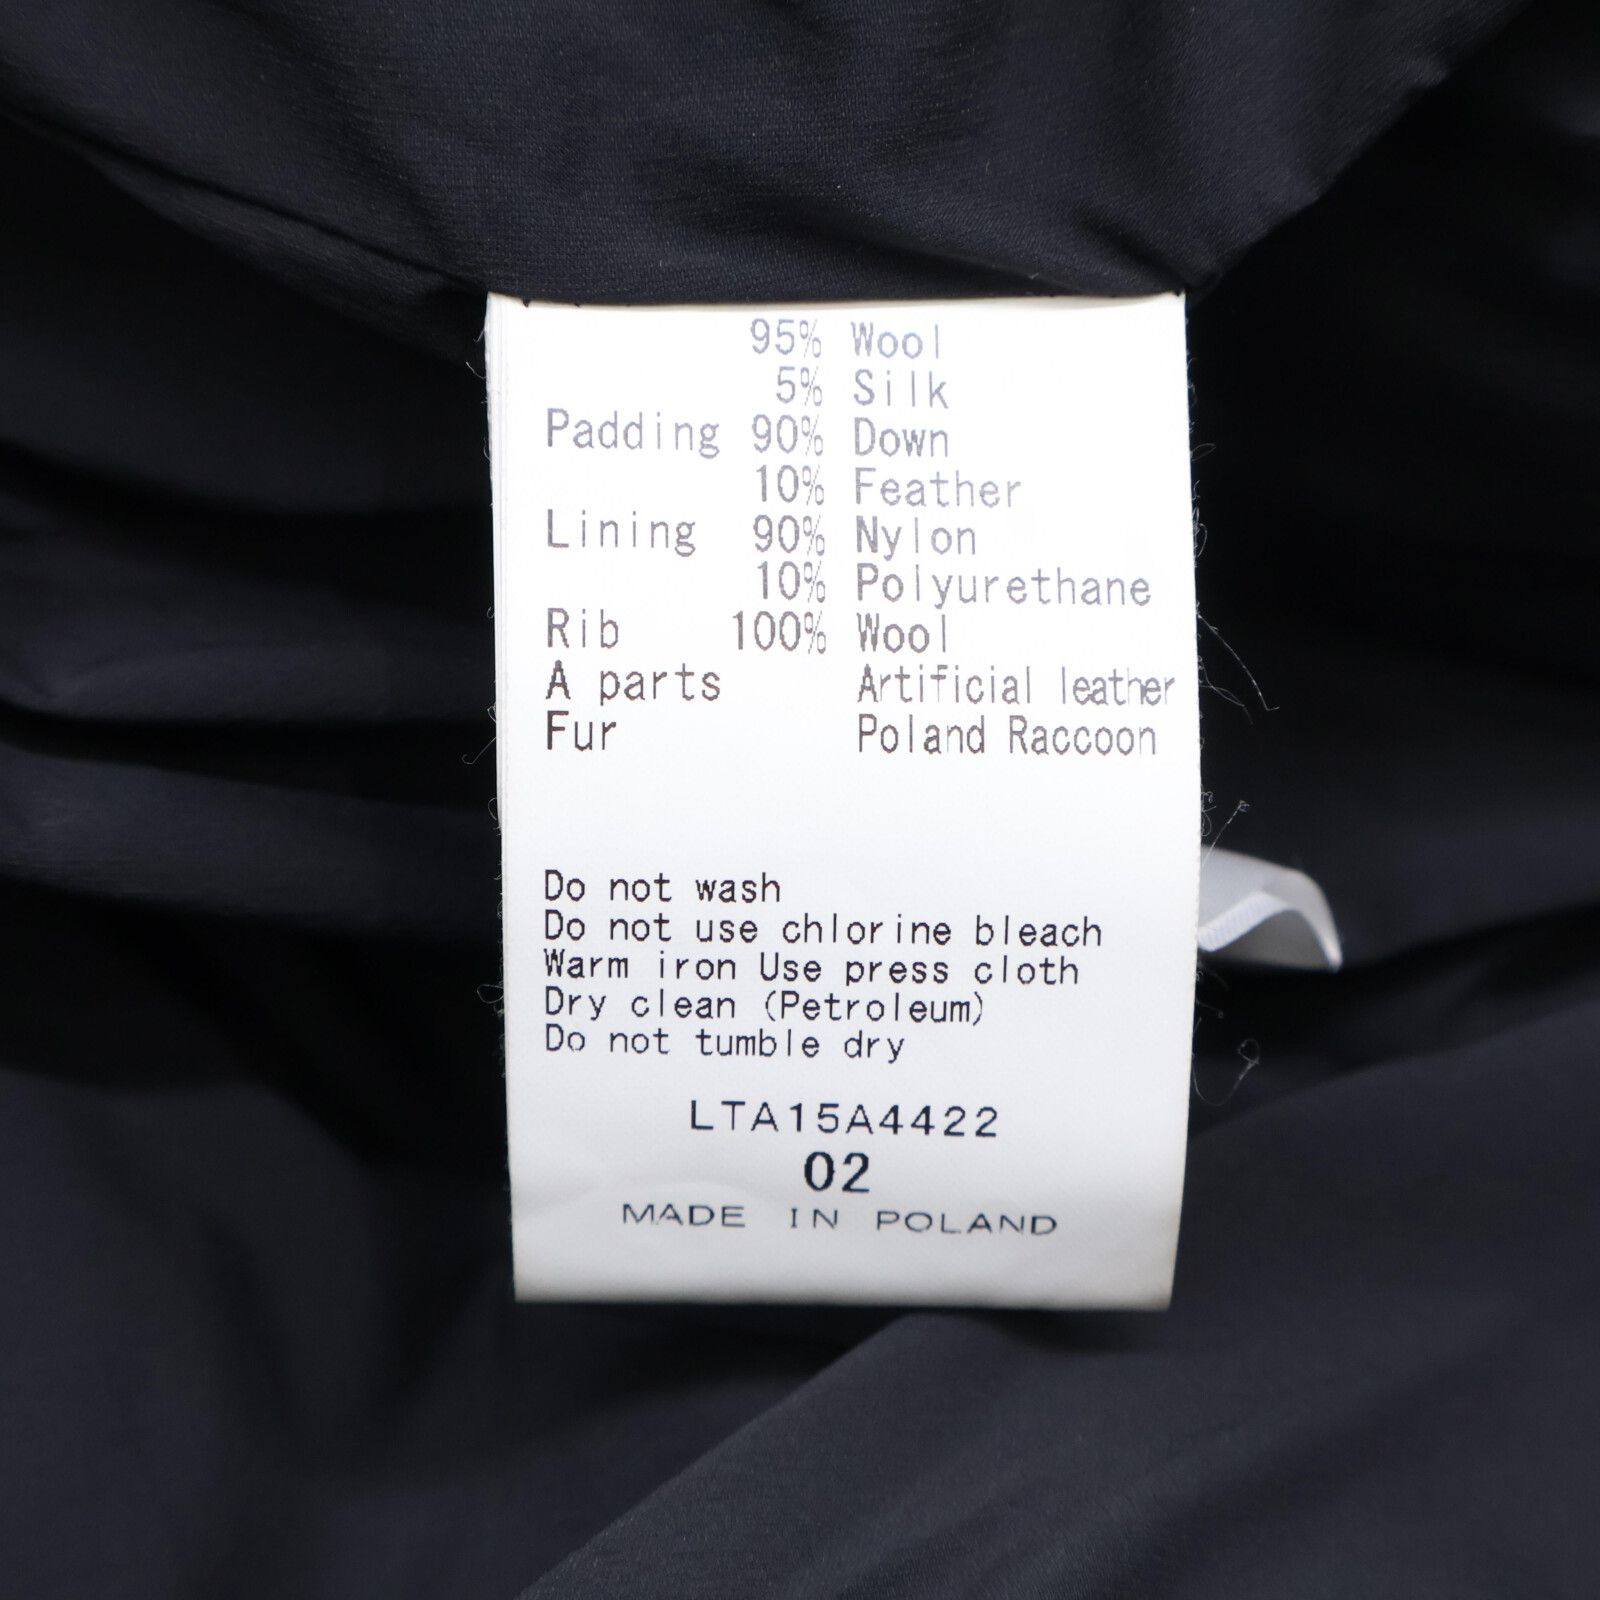 95% Wool
5% Silk
Padding 90% Down
10% Feather
Lining 90% Nylon
10% Polyurethane
Rib 100% Wool
A parts Artificial leather
Fur Poland Raccoon
Do not wash
Do not use chlorine bleach
Warm iron Use press cloth
Dry clean (Petroleum)
Do not tumble dry
LTA15A4422
02
MADE IN POLAND